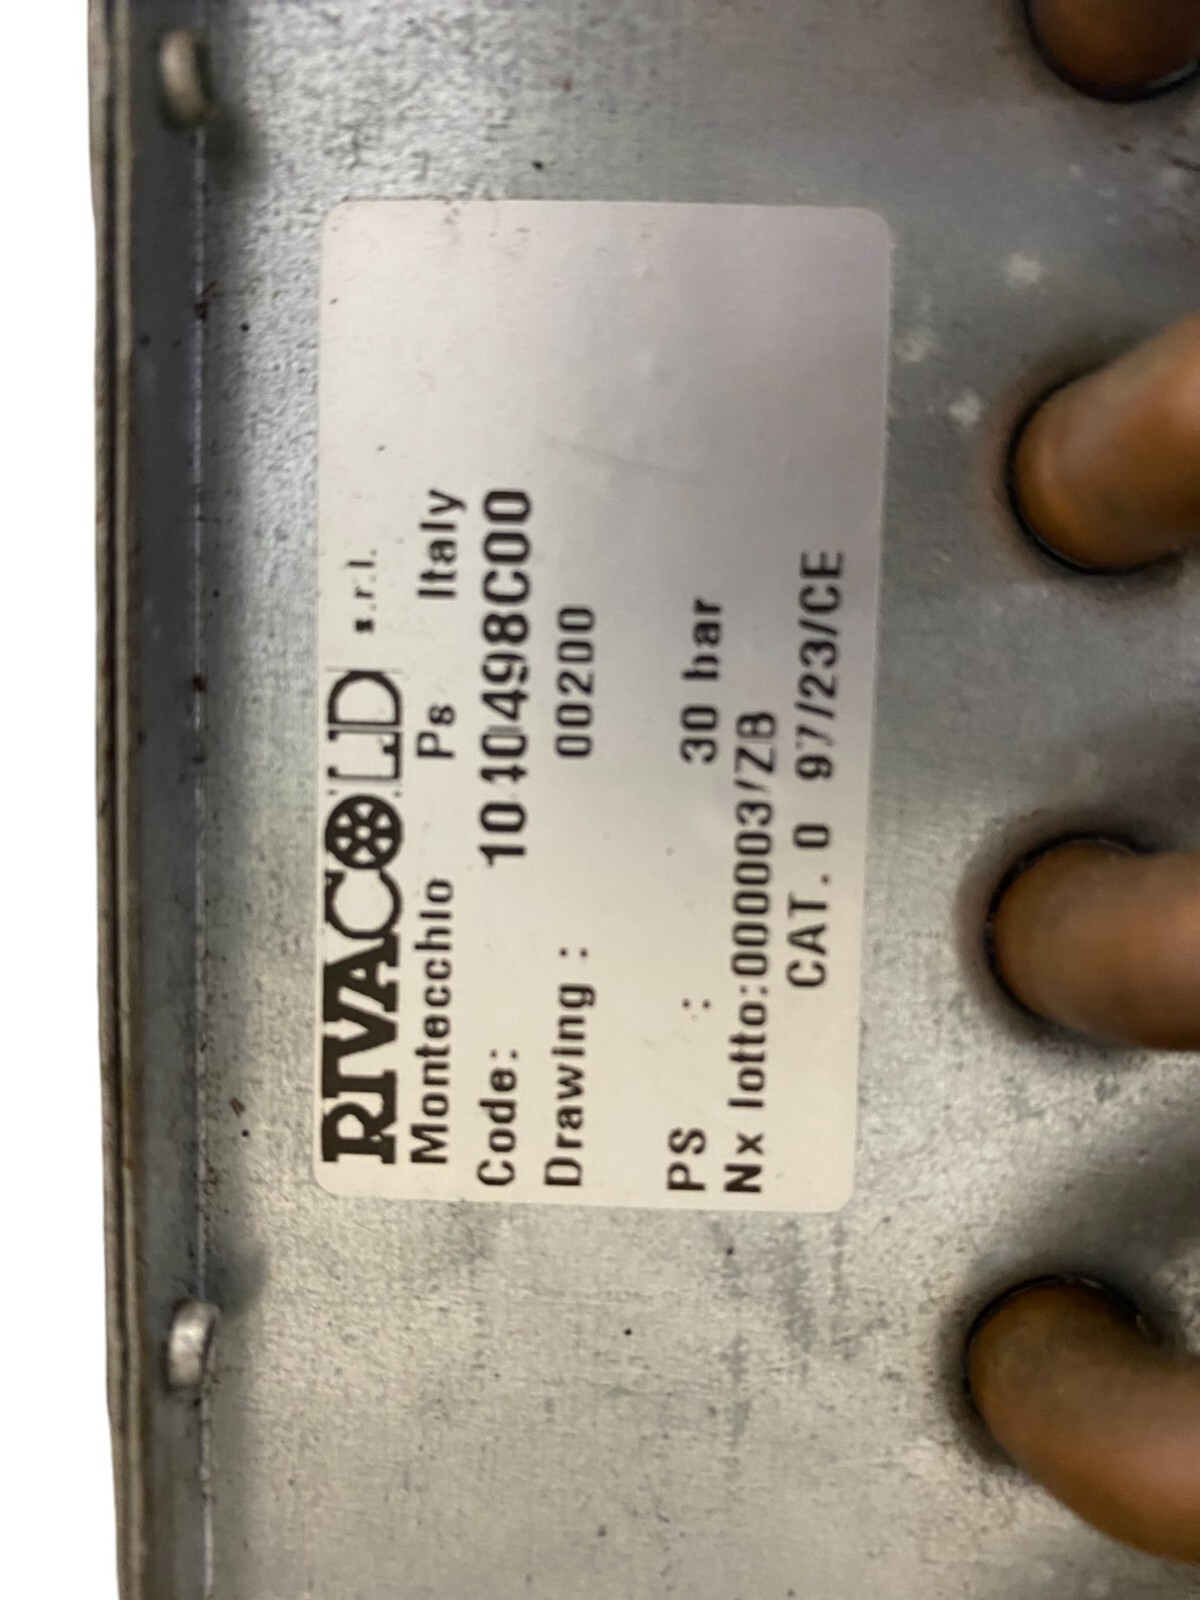 RIVACOLD s.r.l.
Montecchio Ps Italy
Code: 1040498C00
Drawing : 00200
PS : 30 bar
Nx lotto:000003/ZB
CAT. 0 97/23/CE